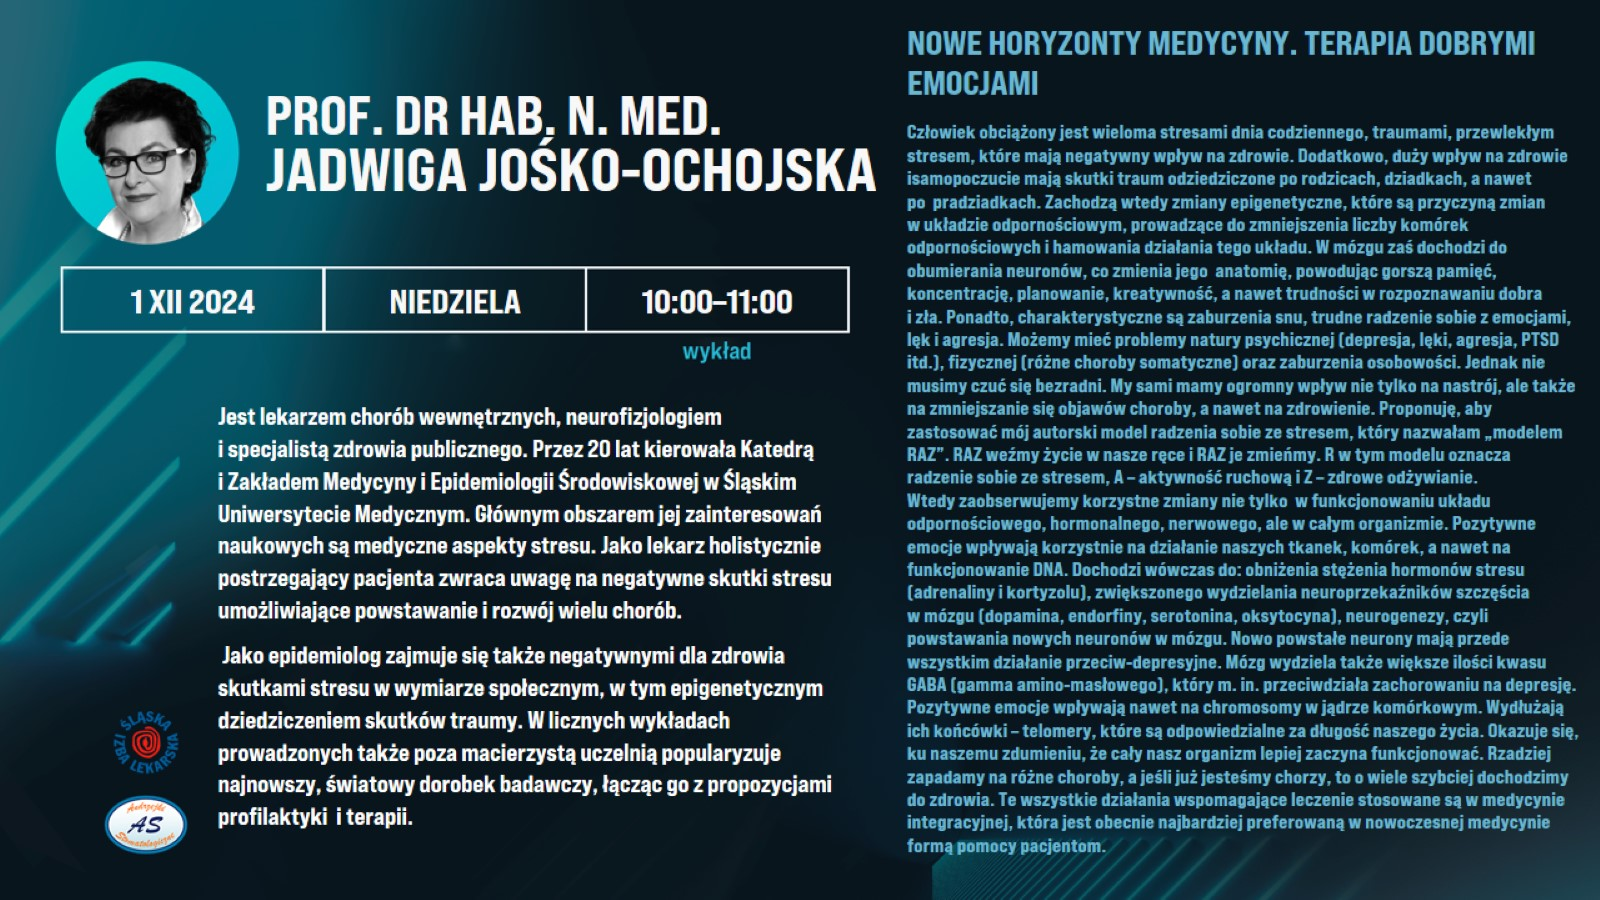 PROF. DR HAB. N. MED.
JADWIGA JOŚKO-OCHOJSKA
1 XII 2024
NIEDZIELA
10:00–11:00
wykład
Jest lekarzem chorób wewnętrznych, neurofizjologiem
i specjalistą zdrowia publicznego. Przez 20 lat kierowała Katedrą
i Zakładem Medycyny i Epidemiologii Środowiskowej w Śląskim
Uniwersytecie Medycznym. Głównym obszarem jej zainteresowań
naukowych są medyczne aspekty stresu. Jako lekarz holistycznie
postrzegający pacjenta zwraca uwagę na negatywne skutki stresu
umożliwiające powstawanie i rozwój wielu chorób.
Jako epidemiolog zajmuje się także negatywnymi dla zdrowia
skutkami stresu w wymiarze społecznym, w tym epigenetycznym
dziedziczeniem skutków traumy. W licznych wykładach
prowadzonych także poza macierzystą uczelnią popularyzuje
najnowszy, światowy dorobek badawczy, łącząc go z propozycjami
profilaktyki i terapii.
ŚLĄSKA
IZBA LEKARSKA
Andrzejki
AS
Stomatologiczne
NOWE HORYZONTY MEDYCYNY. TERAPIA DOBRYMI
EMOCJAMI
Człowiek obciążony jest wieloma stresami dnia codziennego, traumami, przewlekłym
stresem, które mają negatywny wpływ na zdrowie. Dodatkowo, duży wpływ na zdrowie
isamopoczucie mają skutki traum odziedziczone po rodzicach, dziadkach, a nawet
po pradziadkach. Zachodzą wtedy zmiany epigenetyczne, które są przyczyną zmian
w układzie odpornościowym, prowadzące do zmniejszenia liczby komórek
odpornościowych i hamowania działania tego układu. W mózgu zaś dochodzi do
obumierania neuronów, co zmienia jego anatomię, powodując gorszą pamięć,
koncentrację, planowanie, kreatywność, a nawet trudności w rozpoznawaniu dobra
i zła. Ponadto, charakterystyczne są zaburzenia snu, trudne radzenie sobie z emocjami,
lęk i agresja. Możemy mieć problemy natury psychicznej (depresja, lęki, agresja, PTSD
itd.), fizycznej (różne choroby somatyczne) oraz zaburzenia osobowości. Jednak nie
musimy czuć się bezradni. My sami mamy ogromny wpływ nie tylko na nastrój, ale także
na zmniejszanie się objawów choroby, a nawet na zdrowienie. Proponuję, aby
zastosować mój autorski model radzenia sobie ze stresem, który nazwałam „modelem
RAZ”. RAZ weźmy życie w nasze ręce i RAZ je zmieńmy. R w tym modelu oznacza
radzenie sobie ze stresem, A – aktywność ruchową i Z – zdrowe odżywianie.
Wtedy zaobserwujemy korzystne zmiany nie tylko w funkcjonowaniu układu
odpornościowego, hormonalnego, nerwowego, ale w całym organizmie. Pozytywne
emocje wpływają korzystnie na działanie naszych tkanek, komórek, a nawet na
funkcjonowanie DNA. Dochodzi wówczas do: obniżenia stężenia hormonów stresu
(adrenaliny i kortyzolu), zwiększonego wydzielania neuroprzekaźników szczęścia
w mózgu (dopamina, endorfiny, serotonina, oksytocyna), neurogenezy, czyli
powstawania nowych neuronów w mózgu. Nowo powstałe neurony mają przede
wszystkim działanie przeciw-depresyjne. Mózg wydziela także większe ilości kwasu
GABA (gamma amino-masłowego), który m. in. przeciwdziała zachorowaniu na depresję.
Pozytywne emocje wpływają nawet na chromosomy w jądrze komórkowym. Wydłużają
ich końcówki – telomery, które są odpowiedzialne za długość naszego życia. Okazuje się,
ku naszemu zdumieniu, że cały nasz organizm lepiej zaczyna funkcjonować. Rzadziej
zapadamy na różne choroby, a jeśli już jesteśmy chorzy, to o wiele szybciej dochodzimy
do zdrowia. Te wszystkie działania wspomagające leczenie stosowane są w medycynie
integracyjnej, która jest obecnie najbardziej preferowaną w nowoczesnej medycynie
formą pomocy pacjentom.